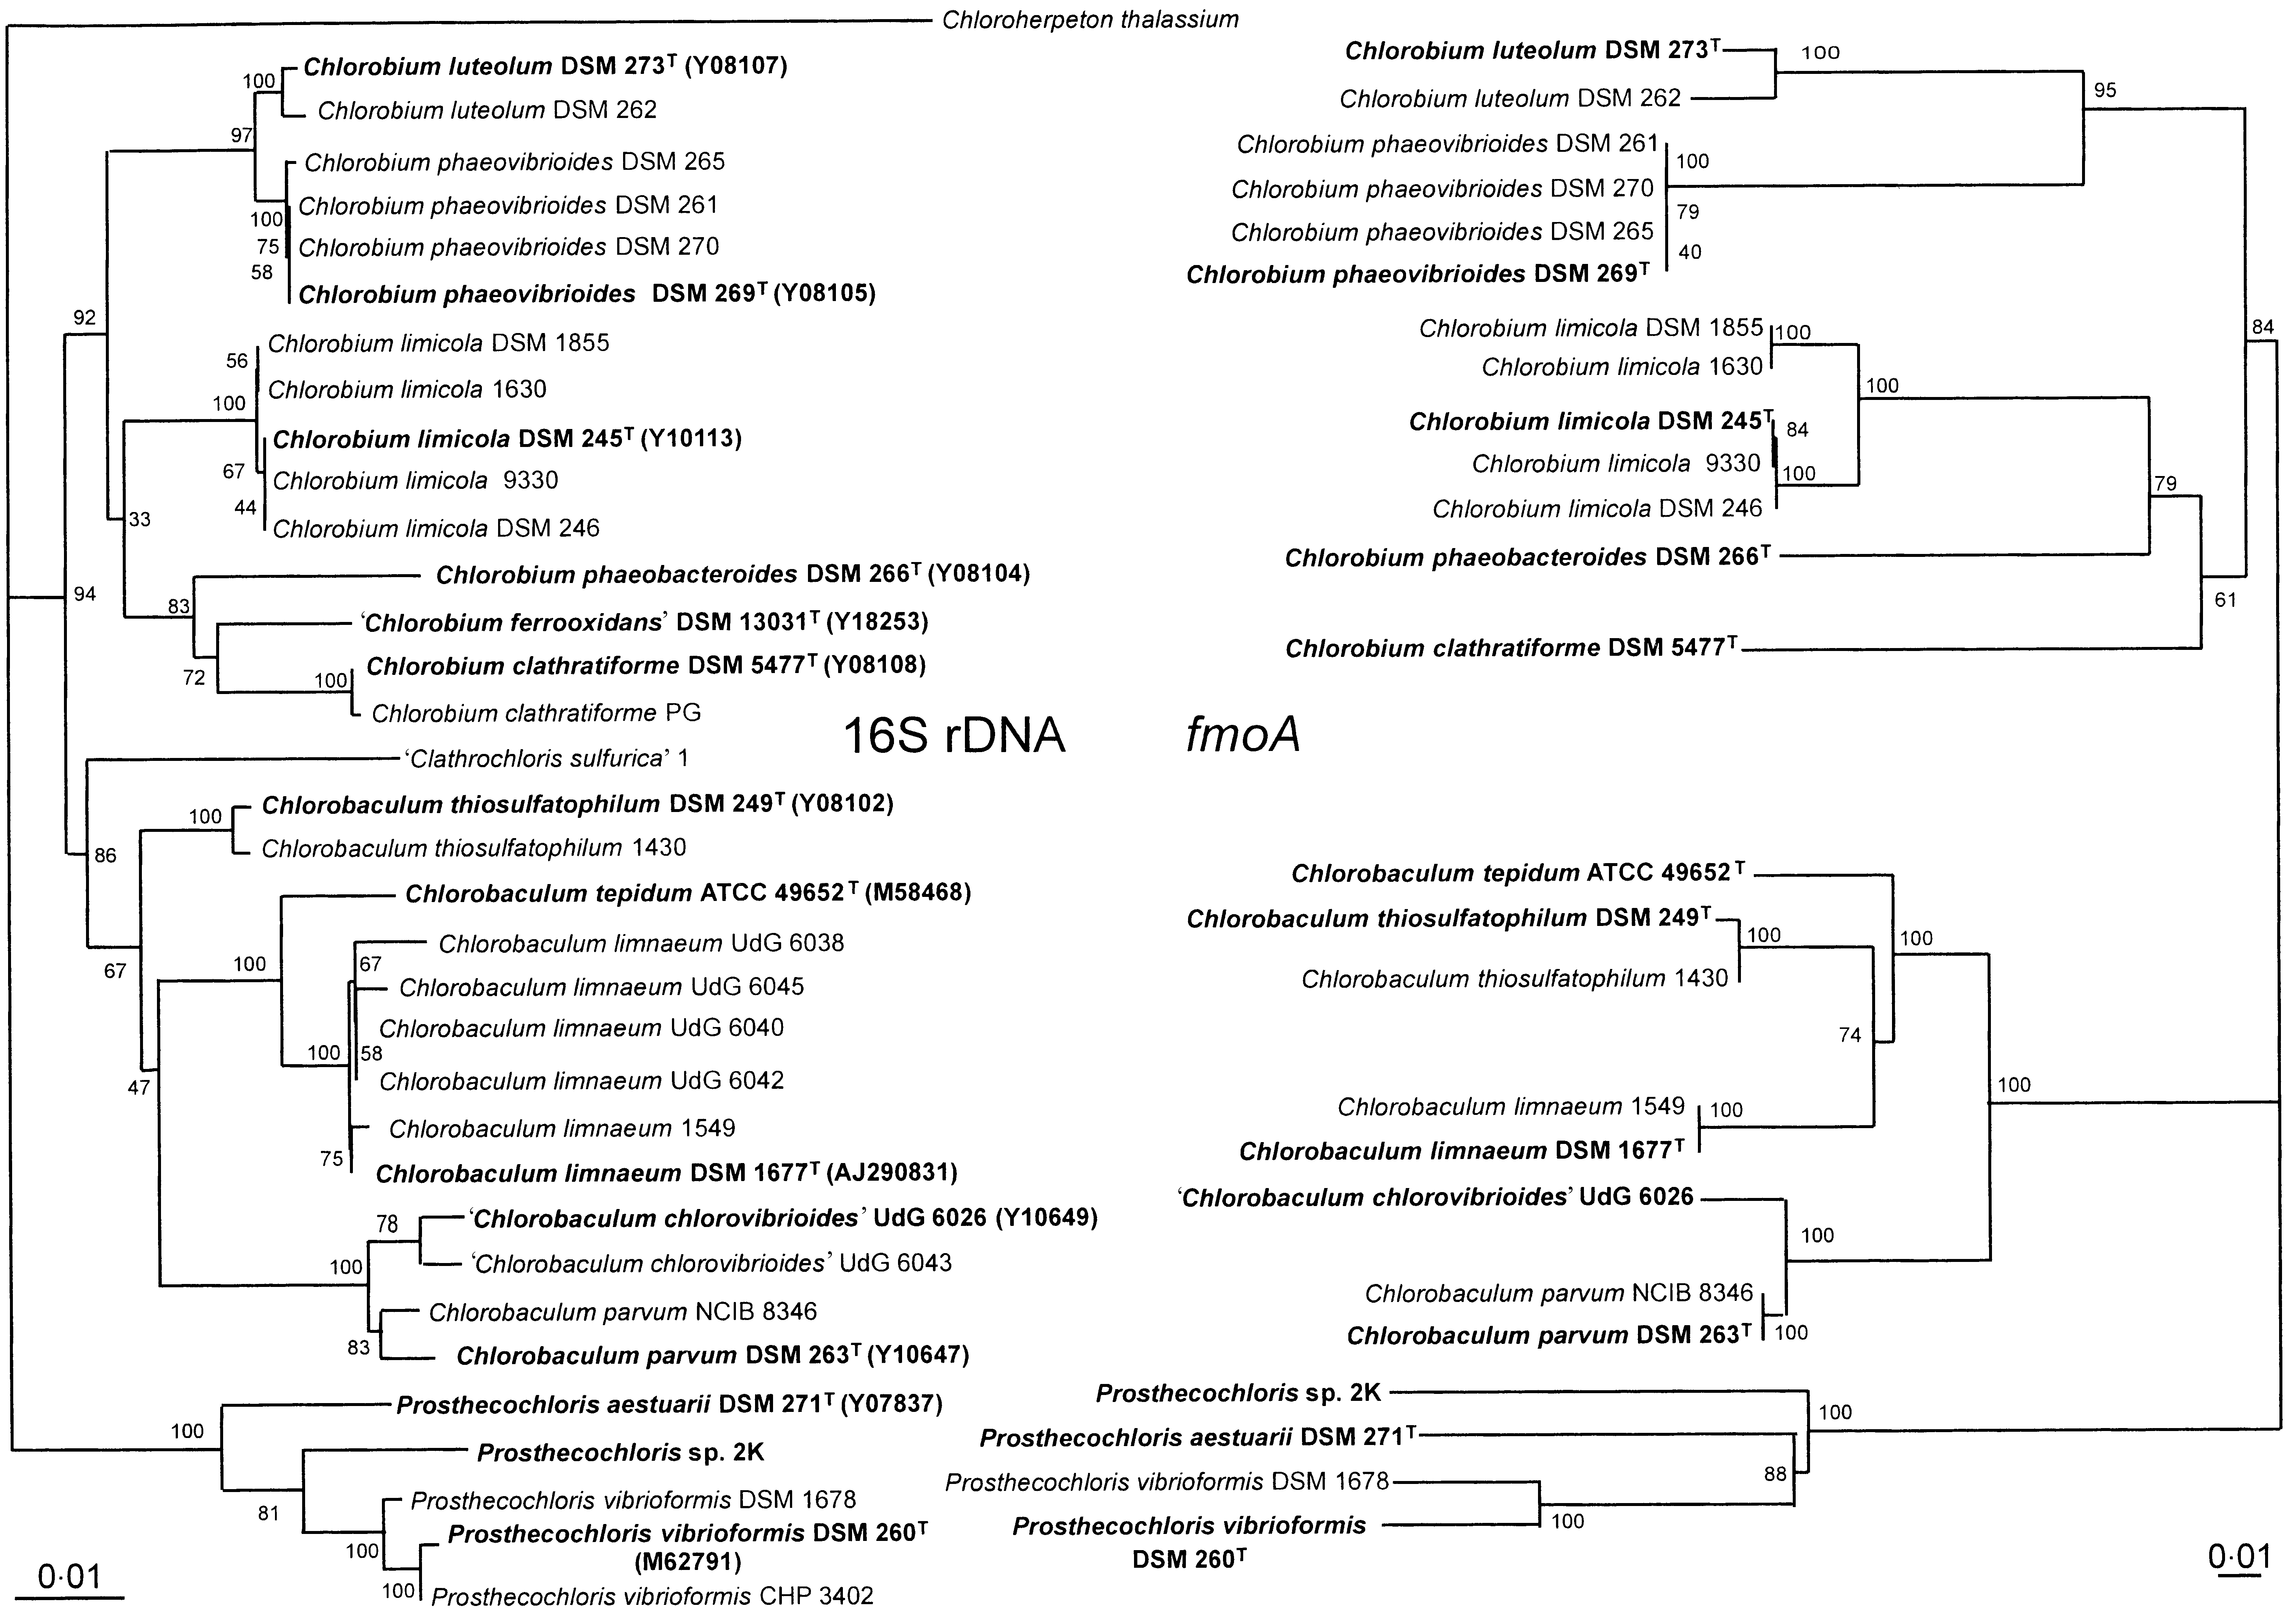 Chloroherpeton thalassium
Chlorobium luteolum DSM 273T (Y08107)
100
Chlorobium luteolum DSM 262
97
Chlorobium phaeovibrioides DSM 265
Chlorobium phaeovibrioides DSM 261
100
Chlorobium phaeovibrioides DSM 270
75
58
Chlorobium phaeovibrioides DSM 269T (Y08105)
92
Chlorobium limicola DSM 1855
56
Chlorobium limicola 1630
100
Chlorobium limicola DSM 245T (Y10113)
67
Chlorobium limicola 9330
44
Chlorobium limicola DSM 246
33
Chlorobium phaeobacteroides DSM 266T (Y08104)
94
83
'Chlorobium ferrooxidans' DSM 13031T (Y18253)
Chlorobium clathratiforme DSM 5477T (Y08108)
72
100
Chlorobium clathratiforme PG
16S rDNA
'Clathrochloris sulfurica' 1
Chlorobaculum thiosulfatophilum DSM 249T (Y08102)
100
Chlorobaculum thiosulfatophilum 1430
86
Chlorobaculum tepidum ATCC 49652T (M58468)
Chlorobaculum limnaeum UdG 6038
67
100
67
Chlorobaculum limnaeum UdG 6045
Chlorobaculum limnaeum UdG 6040
100
58
Chlorobaculum limnaeum UdG 6042
47
Chlorobaculum limnaeum 1549
75
Chlorobaculum limnaeum DSM 1677T (AJ290831)
78
'Chlorobaculum chlorovibrioides' UdG 6026 (Y10649)
'Chlorobaculum chlorovibrioides' UdG 6043
100
Chlorobaculum parvum NCIB 8346
83
Chlorobaculum parvum DSM 263T (Y10647)
Prosthecochloris aestuarii DSM 271T (Y07837)
100
Prosthecochloris sp. 2K
81
Prosthecochloris vibrioformis DSM 1678
Prosthecochloris vibrioformis DSM 260T
(M62791)
100
100
Prosthecochloris vibrioformis CHP 3402
0·01
Chlorobium luteolum DSM 273T
100
Chlorobium luteolum DSM 262
95
Chlorobium phaeovibrioides DSM 261
100
Chlorobium phaeovibrioides DSM 270
79
Chlorobium phaeovibrioides DSM 265
40
Chlorobium phaeovibrioides DSM 269T
Chlorobium limicola DSM 1855
100
84
Chlorobium limicola 1630
100
Chlorobium limicola DSM 245T
84
Chlorobium limicola 9330
100
79
Chlorobium limicola DSM 246
Chlorobium phaeobacteroides DSM 266T
61
Chlorobium clathratiforme DSM 5477T
fmoA
Chlorobaculum tepidum ATCC 49652T
Chlorobaculum thiosulfatophilum DSM 249T
100
100
Chlorobaculum thiosulfatophilum 1430
74
100
Chlorobaculum limnaeum 1549
100
Chlorobaculum limnaeum DSM 1677T
'Chlorobaculum chlorovibrioides' UdG 6026
100
Chlorobaculum parvum NCIB 8346
Chlorobaculum parvum DSM 263T
100
Prosthecochloris sp. 2K
100
Prosthecochloris aestuarii DSM 271T
88
Prosthecochloris vibrioformis DSM 1678
100
Prosthecochloris vibrioformis
DSM 260T
0·01